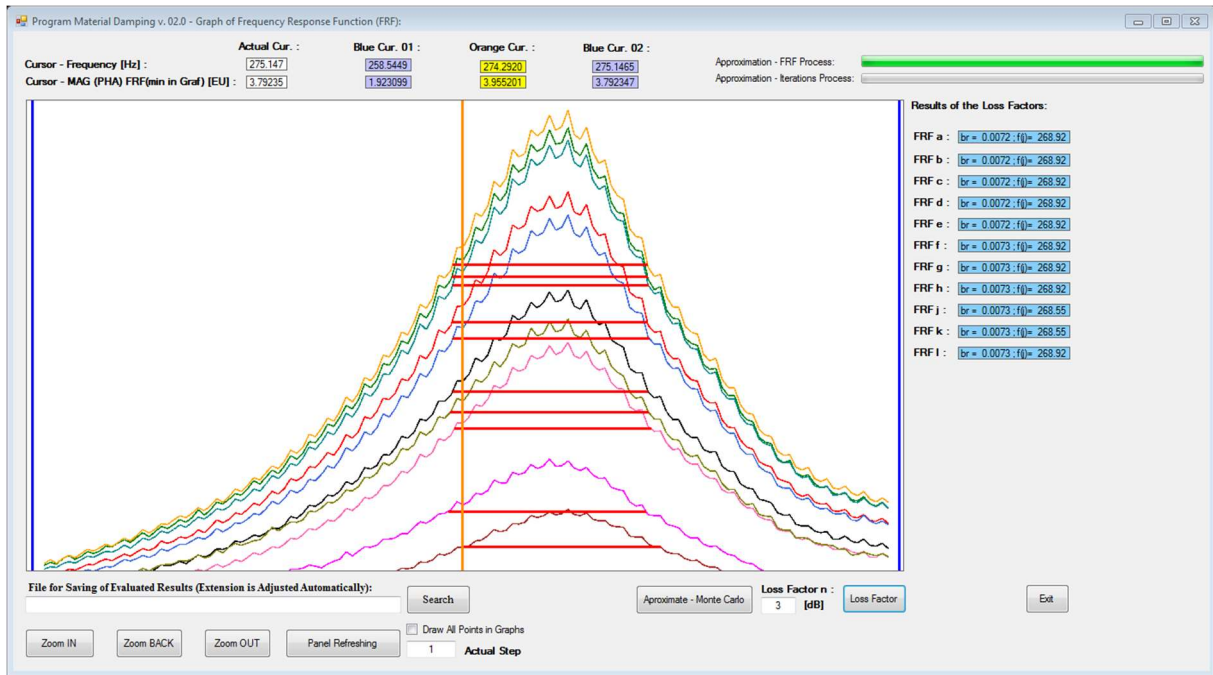 Program Material Damping v. 02.0 - Graph of Frequency Response Function (FRF):
Actual Cur. : Blue Cur. 01 : Orange Cur. : Blue Cur. 02 :
Cursor - Frequency [Hz] : 275.147 258.5449 274.2920 275.1465
Cursor - MAG (PHA) FRF(min in Graf) [EU] : 3.79235 1.923099 3.955201 3.792347
Approximation - FRF Process:
Approximation - Iterations Process:
Results of the Loss Factors:
FRF a : br = 0.0072 ; f(j)= 268.92
FRF b : br = 0.0072 ; f(j)= 268.92
FRF c : br = 0.0072 ; f(j)= 268.92
FRF d : br = 0.0072 ; f(j)= 268.92
FRF e : br = 0.0072 ; f(j)= 268.92
FRF f : br = 0.0073 ; f(j)= 268.92
FRF g : br = 0.0073 ; f(j)= 268.92
FRF h : br = 0.0073 ; f(j)= 268.92
FRF j : br = 0.0073 ; f(j)= 268.55
FRF k : br = 0.0073 ; f(j)= 268.55
FRF l : br = 0.0073 ; f(j)= 268.92
File for Saving of Evaluated Results (Extension is Adjusted Automatically):
Search
Aproximate - Monte Carlo
Loss Factor n :
3 [dB]
Loss Factor
Exit
Zoom IN
Zoom BACK
Zoom OUT
Panel Refreshing
Draw All Points in Graphs
1 Actual Step